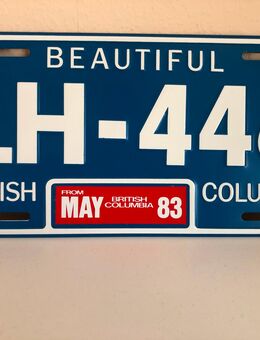 BEAUTIFUL
LH-44
ISH FROM MAY BRITISH COLUMBIA 83 COLU